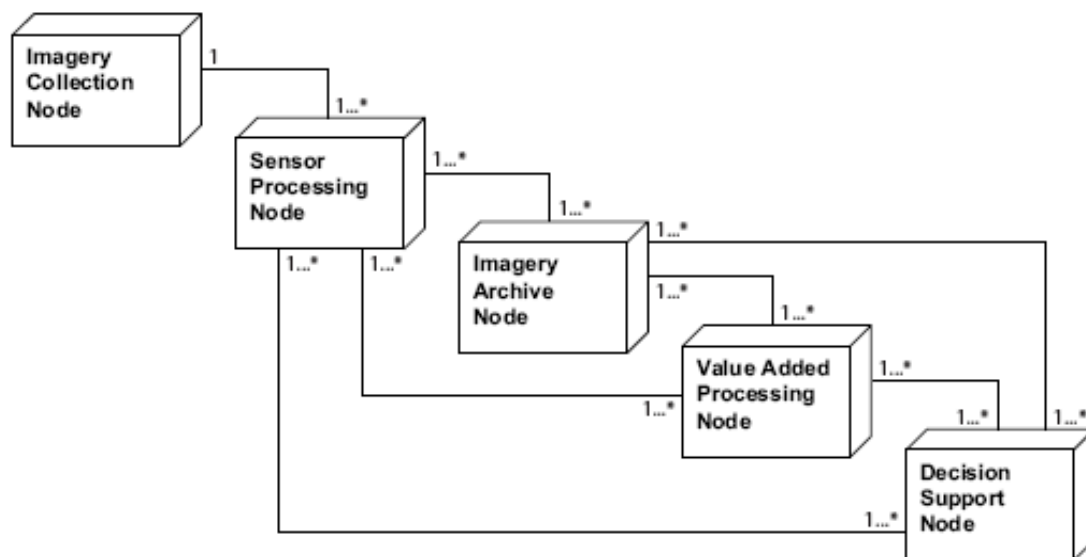 Imagery
Collection
Node
1
1...*
Sensor
Processing
Node
1...*
1...*
1...*
1...*
Imagery
Archive
Node
1...*
1...*
1...*
Value Added
Processing
Node
1...*
1...*
1...*
1...*
Decision
Support
Node
1...*